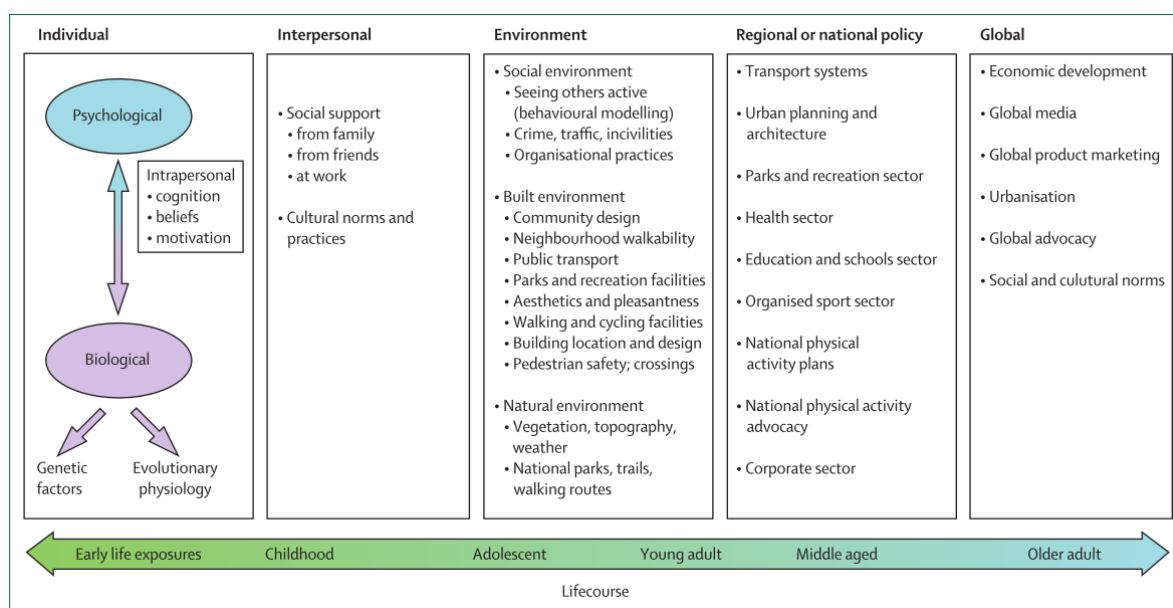 Individual
Psychological
Intrapersonal
• cognition
• beliefs
• motivation
Biological
Genetic
factors
Evolutionary
physiology
Interpersonal
• Social support
• from family
• from friends
• at work
• Cultural norms and
practices
Environment
• Social environment
• Seeing others active
(behavioural modelling)
• Crime, traffic, incivilities
• Organisational practices
• Built environment
• Community design
• Neighbourhood walkability
• Public transport
• Parks and recreation facilities
• Aesthetics and pleasantness
• Walking and cycling facilities
• Building location and design
• Pedestrian safety; crossings
• Natural environment
• Vegetation, topography,
weather
• National parks, trails,
walking routes
Regional or national policy
• Transport systems
• Urban planning and
architecture
• Parks and recreation sector
• Health sector
• Education and schools sector
• Organised sport sector
• National physical
activity plans
• National physical activity
advocacy
• Corporate sector
Global
• Economic development
• Global media
• Global product marketing
• Urbanisation
• Global advocacy
• Social and culutural norms
Early life exposures
Childhood
Adolescent
Young adult
Middle aged
Older adult
Lifecourse